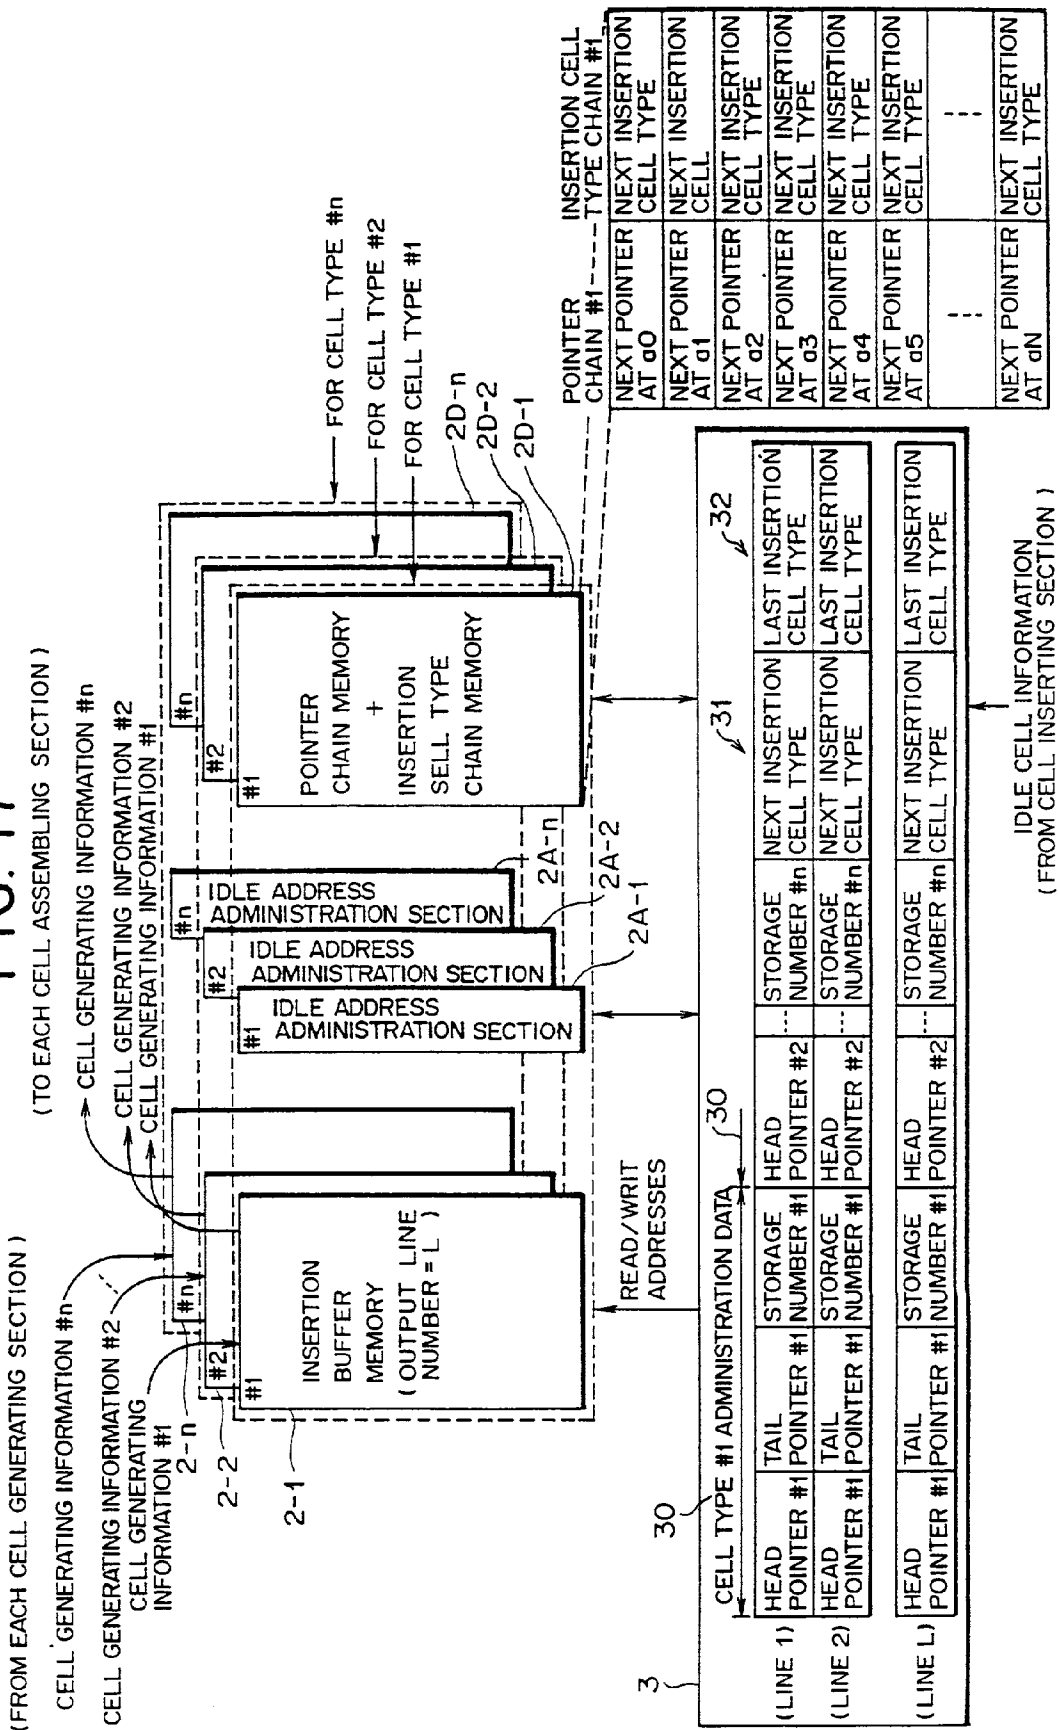 FIG. 17
(FROM EACH CELL GENERATING SECTION)
(TO EACH CELL ASSEMBLING SECTION)
CELL GENERATING INFORMATION #n
CELL GENERATING INFORMATION #2
CELL GENERATING
INFORMATION #1
CELL GENERATING INFORMATION #n
CELL GENERATING INFORMATION #2
CELL GENERATING INFORMATION #1
2-n
2-2
2-1
#n
#2
#1
INSERTION
BUFFER
MEMORY
(OUTPUT LINE
NUMBER = L)
#n
IDLE ADDRESS
ADMINISTRATION SECTION
#2
IDLE ADDRESS
ADMINISTRATION SECTION
#1
IDLE ADDRESS
ADMINISTRATION SECTION
2A-n
2A-2
2A-1
#n
#2
#1
POINTER
CHAIN MEMORY
+
INSERTION
SELL TYPE
CHAIN MEMORY
FOR CELL TYPE #n
FOR CELL TYPE #2
FOR CELL TYPE #1
2D-n
2D-2
2D-1
POINTER
CHAIN #1
INSERTION CELL
TYPE CHAIN #1
NEXT POINTER
AT a0
NEXT INSERTION
CELL TYPE
NEXT POINTER
AT a1
NEXT INSERTION
CELL
NEXT POINTER
AT a2
NEXT INSERTION
CELL TYPE
NEXT POINTER
AT a3
NEXT INSERTION
CELL TYPE
NEXT POINTER
AT a4
NEXT INSERTION
CELL TYPE
NEXT POINTER
AT a5
NEXT INSERTION
CELL TYPE
---
---
NEXT POINTER
AT aN
NEXT INSERTION
CELL TYPE
READ/WRIT
ADDRESSES
3
30
CELL TYPE #1 ADMINISTRATION DATA
30
31
32
(LINE 1)
HEAD
POINTER #1
TAIL
POINTER #1
STORAGE
NUMBER #1
HEAD
POINTER #2
---
STORAGE
NUMBER #n
NEXT INSERTION
CELL TYPE
LAST INSERTION
CELL TYPE
(LINE 2)
HEAD
POINTER #1
TAIL
POINTER #1
STORAGE
NUMBER #1
HEAD
POINTER #2
---
STORAGE
NUMBER #n
NEXT INSERTION
CELL TYPE
LAST INSERTION
CELL TYPE
(LINE L)
HEAD
POINTER #1
TAIL
POINTER #1
STORAGE
NUMBER #1
HEAD
POINTER #2
---
STORAGE
NUMBER #n
NEXT INSERTION
CELL TYPE
LAST INSERTION
CELL TYPE
IDLE CELL INFORMATION
(FROM CELL INSERTING SECTION)